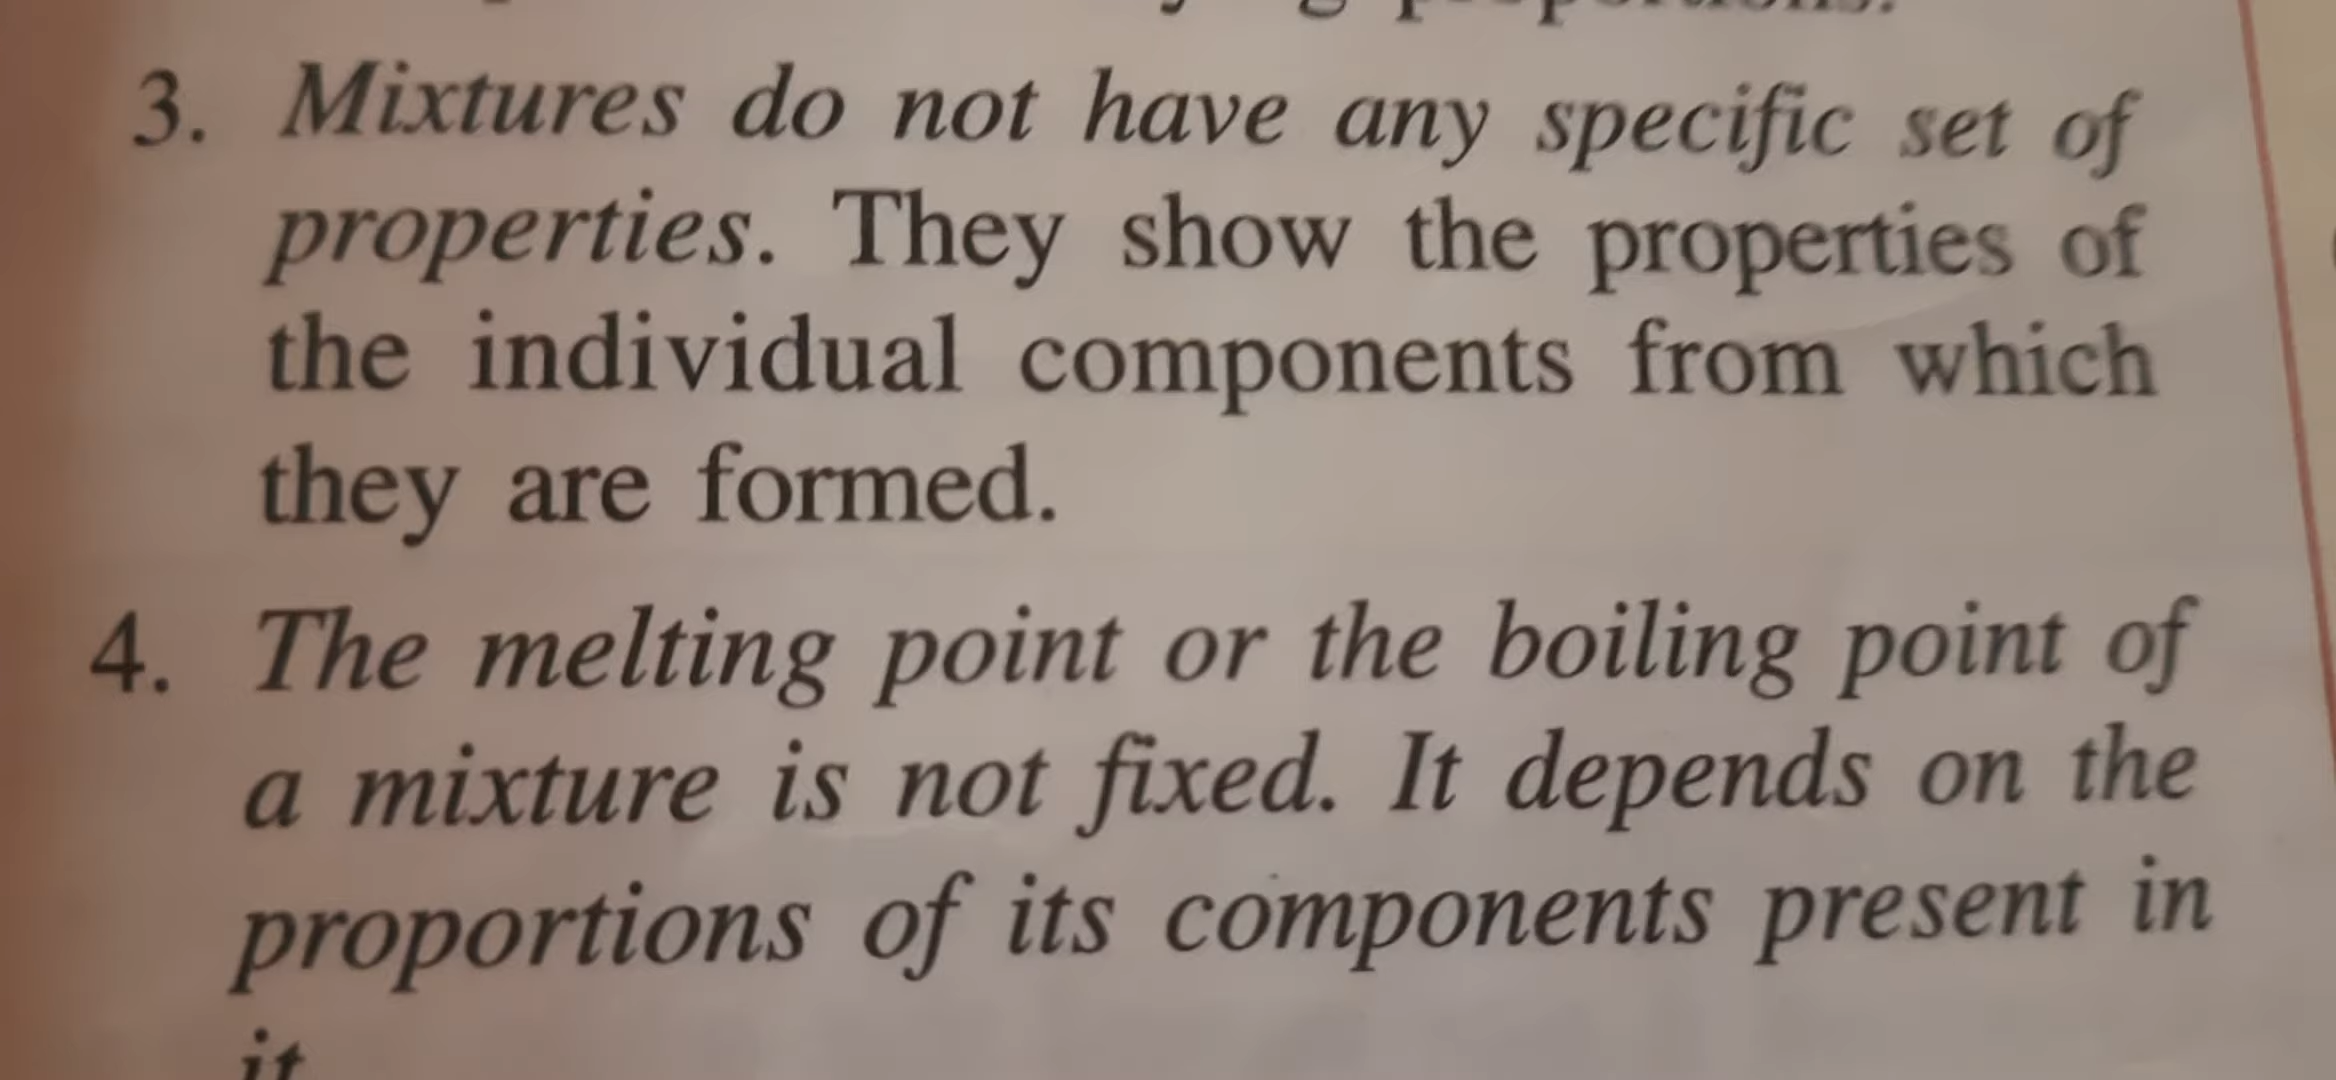 3. Mixtures do not have any specific set of
properties. They show the properties of
the individual components from which
they are formed.
4. The melting point or the boiling point of
a mixture is not fixed. It depends on the
proportions of its components present in
it